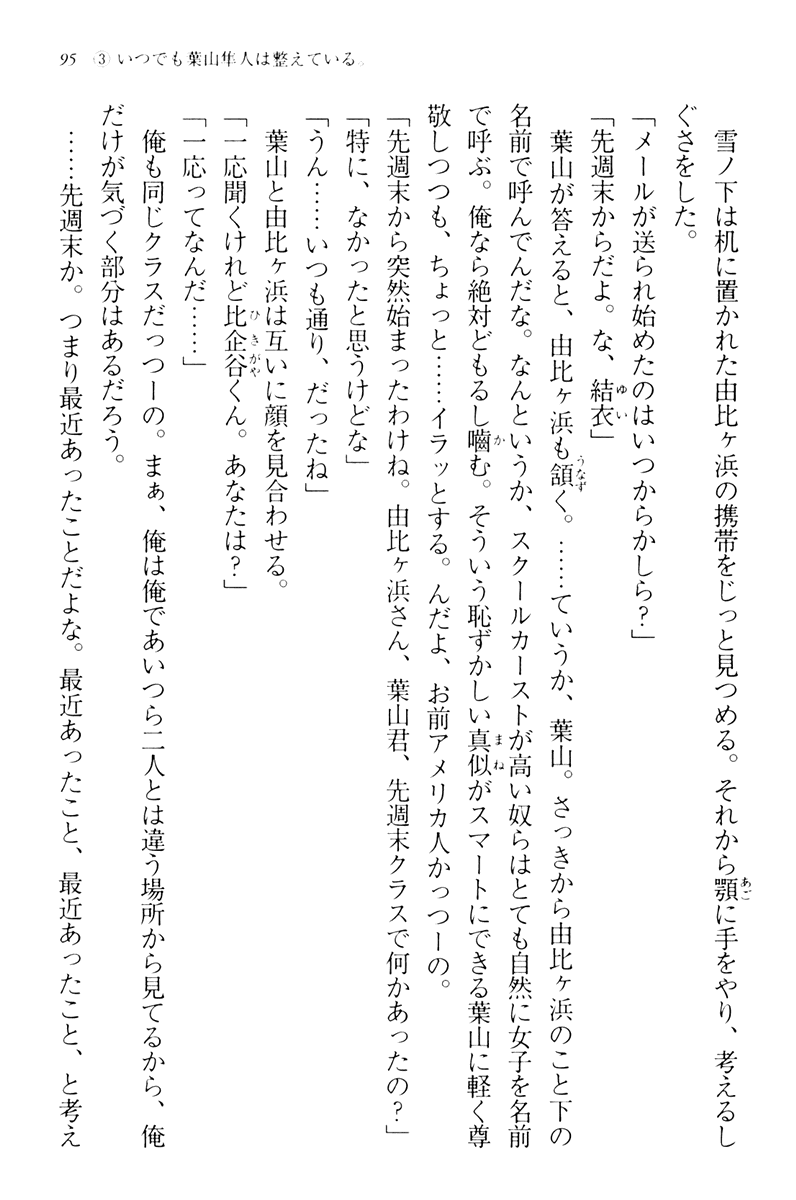 95 ③いつでも葉山隼人は整えている。
　雪ノ下は机に置かれた由比ヶ浜の携帯をじっと見つめる。それから顎に手をやり、考えるし
ぐさをした。
「メールが送られ始めたのはいつからかしら？」
「先週末からだよ。な、結衣」
　葉山が答えると、由比ヶ浜も頷く。……ていうか、葉山。さっきから由比ヶ浜のこと下の
名前で呼んでんだな。なんというか、スクールカーストが高い奴らはとても自然に女子を名前
で呼ぶ。俺なら絶対どもるし噛む。そういう恥ずかしい真似がスマートにできる葉山に軽く尊
敬しつつも、ちょっと……イラッとする。んだよ、お前アメリカ人かっつーの。
「先週末から突然始まったわけね。由比ヶ浜さん、葉山君、先週末クラスで何かあったの？」
「特に、なかったと思うけどな」
「うん……いつも通り、だったね」
　葉山と由比ヶ浜は互いに顔を見合わせる。
「一応聞くけれど比企谷くん。あなたは？」
「一応ってなんだ……」
　俺も同じクラスだっつーの。まぁ、俺は俺であいつら二人とは違う場所から見てるから、俺
だけが気づく部分はあるだろう。
　……先週末か。つまり最近あったことだよな。最近あったこと、最近あったこと、と考え